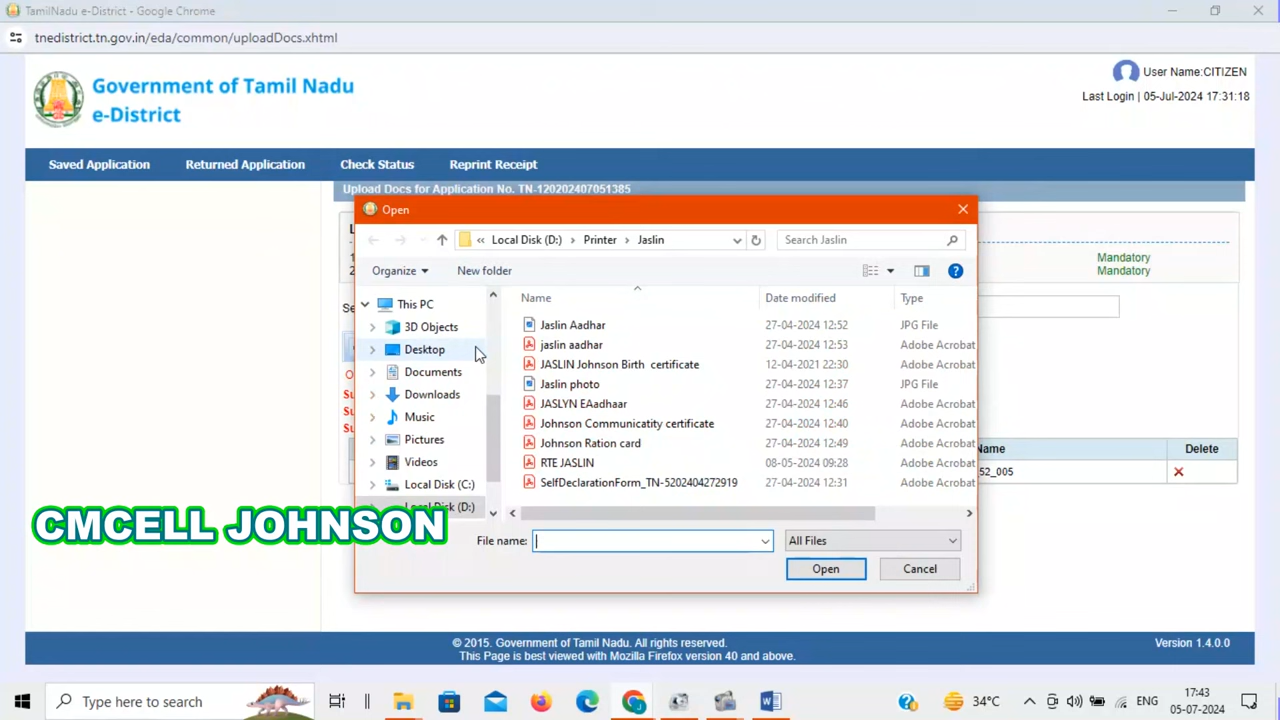 TamilNadu e-District - Google Chrome
tnedistrict.tn.gov.in/eda/common/uploadDocs.xhtml
Government of Tamil Nadu
e-District
User Name:CITIZEN
Last Login | 05-Jul-2024 17:31:18
Saved Application Returned Application Check Status Reprint Receipt
Upload Docs for Application No. TN-120202407051385
Open
« Local Disk (D:) › Printer › Jaslin
Search Jaslin
Mandatory
Mandatory
Organize New folder
Name Date modified Type
This PC
3D Objects
Desktop
Documents
Downloads
Music
Pictures
Videos
Local Disk (C:)
Local Disk (D:)
Jaslin Aadhar 27-04-2024 12:52 JPG File
jaslin aadhar 27-04-2024 12:53 Adobe Acrobat
JASLIN Johnson Birth certificate 12-04-2021 22:30 Adobe Acrobat
Jaslin photo 27-04-2024 12:37 JPG File
JASLYN EAadhaar 27-04-2024 12:46 Adobe Acrobat
Johnson Communicatity certificate 27-04-2024 12:40 Adobe Acrobat
Johnson Ration card 27-04-2024 12:49 Adobe Acrobat
RTE JASLIN 08-05-2024 09:28 Adobe Acrobat
SelfDeclarationForm_TN-5202404272919 27-04-2024 12:31 Adobe Acrobat
Name Delete
52_005
CMCELL JOHNSON
File name: All Files
Open Cancel
© 2015. Government of Tamil Nadu. All rights reserved.
This Page is best viewed with Mozilla Firefox version 40 and above.
Version 1.4.0.0
Type here to search
34°C
ENG
17:43
05-07-2024